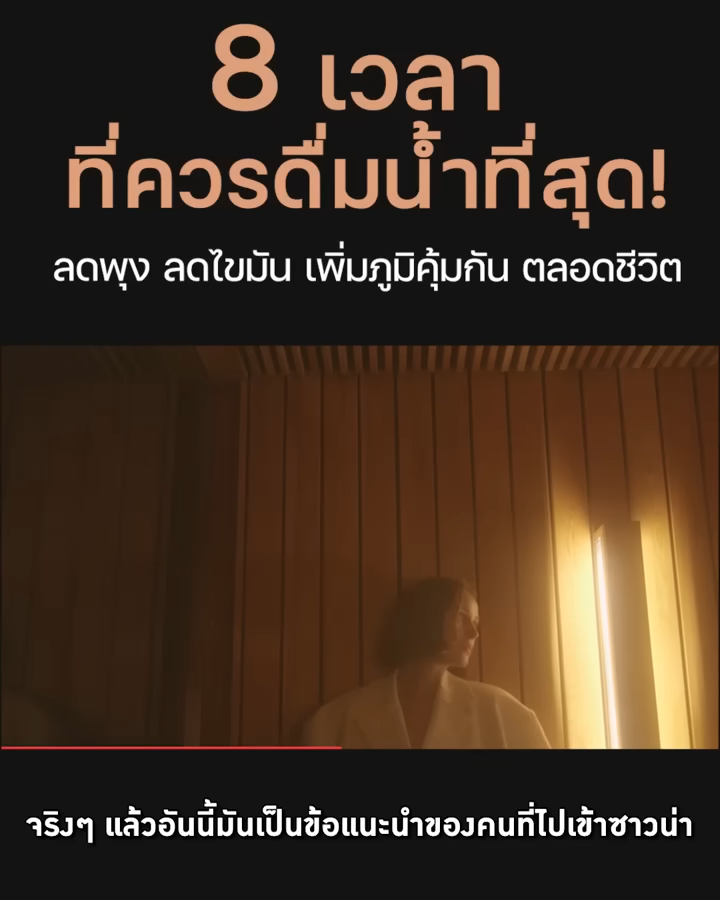 8 เวลา
ที่ควรดื่มน้ำที่สุด!
ลดพุง ลดไขมัน เพิ่มภูมิคุ้มกัน ตลอดชีวิต
จริงๆ แล้วอันนี้มันเป็นข้อแนะนำของคนที่ไปเข้าซาวน่า